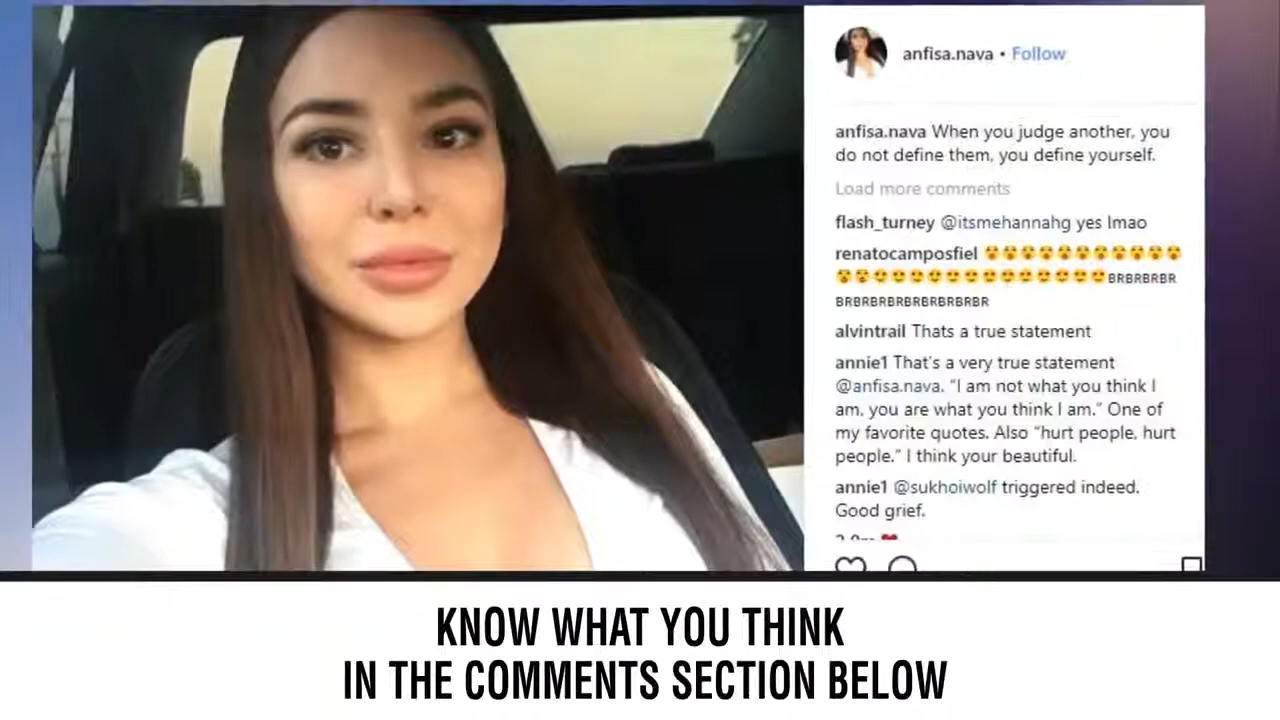 anfisa.nava • Follow
anfisa.nava When you judge another, you
do not define them, you define yourself.
Load more comments
flash_turney @itsmehannahg yes lmao
renatocamposfiel 😲😲😲😲😲😲😲😲😲😲😲
😲😲😍😍😍😍😍😍😍😍😍😍😍😍😍BRBRBRBR
BRBRBRBRBRBRBRBRBR
alvintrail Thats a true statement
annie1 That's a very true statement
@anfisa.nava. "I am not what you think I
am, you are what you think I am." One of
my favorite quotes. Also "hurt people, hurt
people." I think your beautiful.
annie1 @sukhoiwolf triggered indeed.
Good grief.
KNOW WHAT YOU THINK
IN THE COMMENTS SECTION BELOW